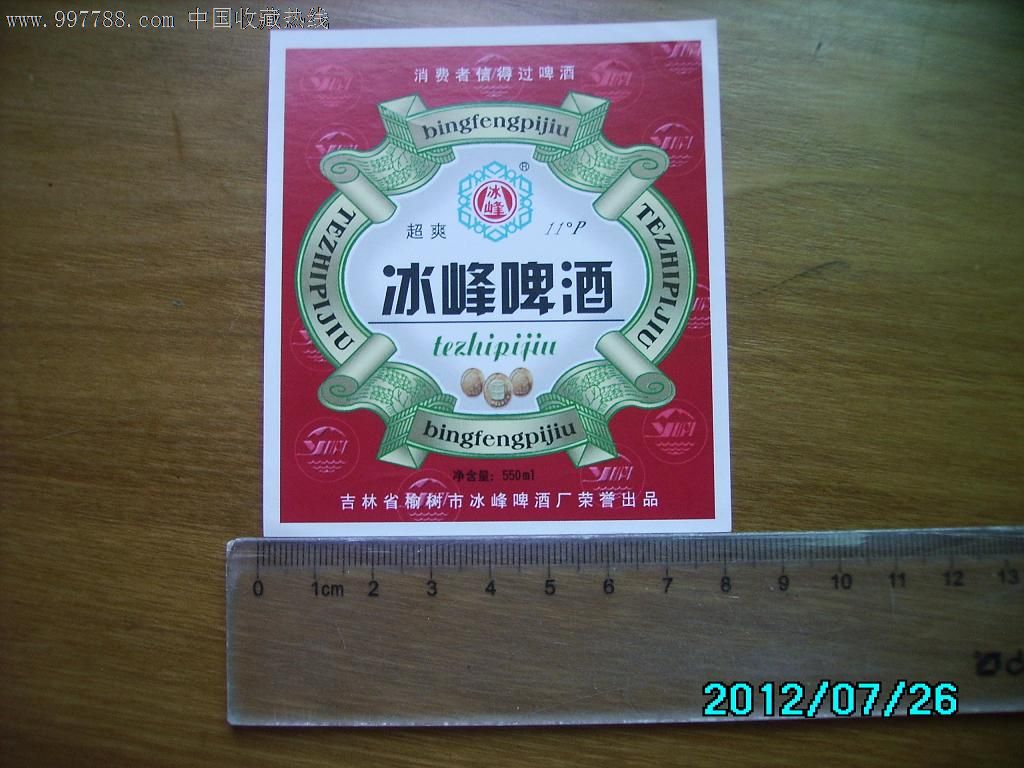 www.997788.com 中国收藏热线
消费者信得过啤酒
bingfengpijiu
冰峰
®
超爽 11°P
TEZHIPIJIU
TEZHIPIJIU
冰峰啤酒
tezhipijiu
bingfengpijiu
净含量：550ml
吉林省榆树市冰峰啤酒厂荣誉出品
0 1cm 2 3 4 5 6 7 8 9 10 11 12 13
2012/07/26